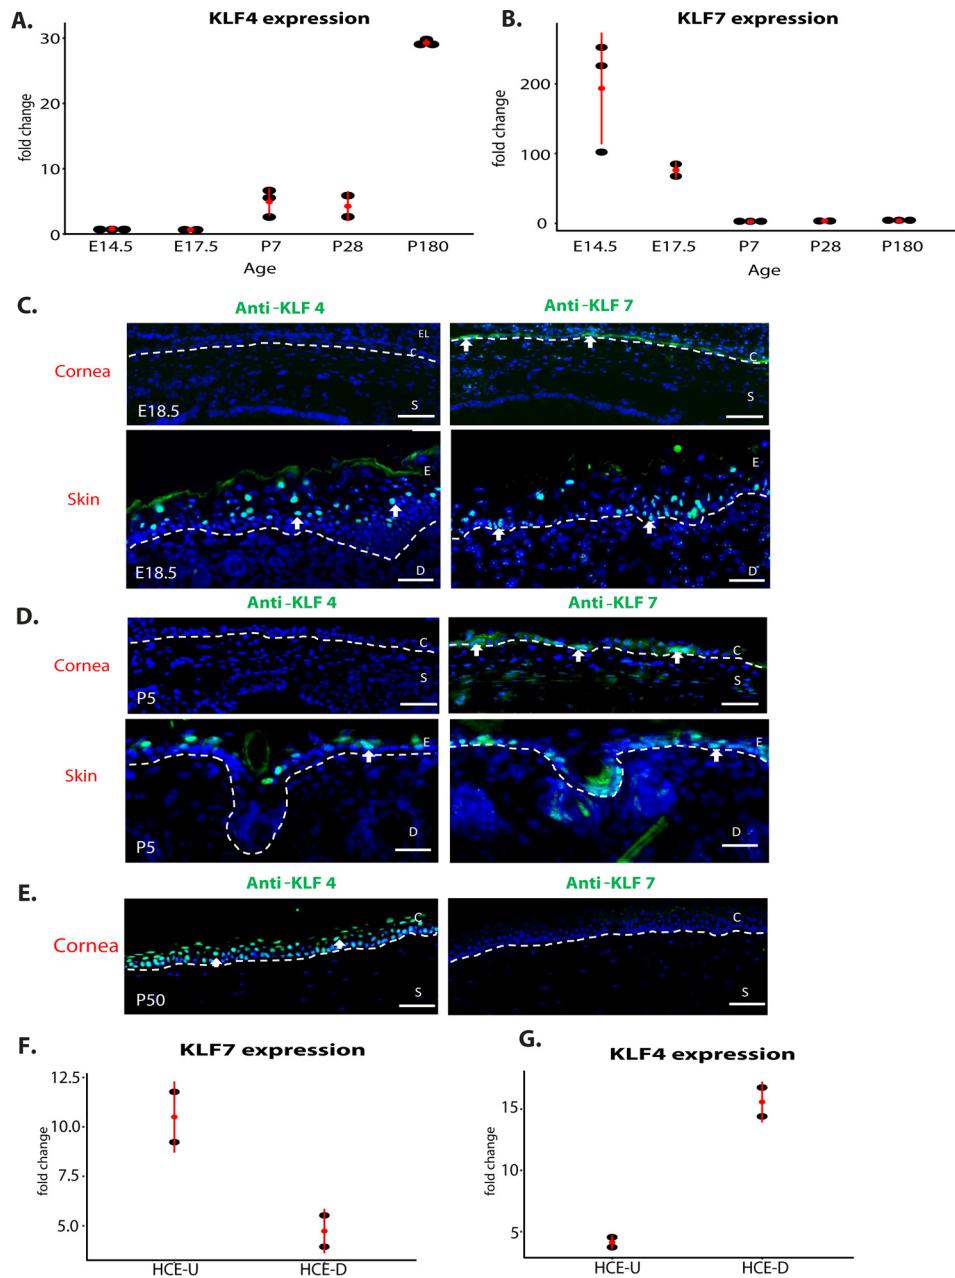 A.
KLF4 expression
30
20
10
0
fold change
E14.5 E17.5 P7 P28 P180
Age
B.
KLF7 expression
200
100
0
fold change
E14.5 E17.5 P7 P28 P180
Age
C.
Anti-KLF 4 Anti-KLF 7
Cornea
EL
C
S
E18.5
C
S
Skin
E
D
E18.5
E
D
D.
Anti-KLF 4 Anti-KLF 7
Cornea
C
S
P5
C
S
Skin
E
D
P5
E
D
E.
Anti-KLF 4 Anti-KLF 7
Cornea
C
S
P50
C
S
F.
KLF7 expression
12.5
10.0
7.5
5.0
fold change
HCE-U HCE-D
G.
KLF4 expression
15
10
5
fold change
HCE-U HCE-D